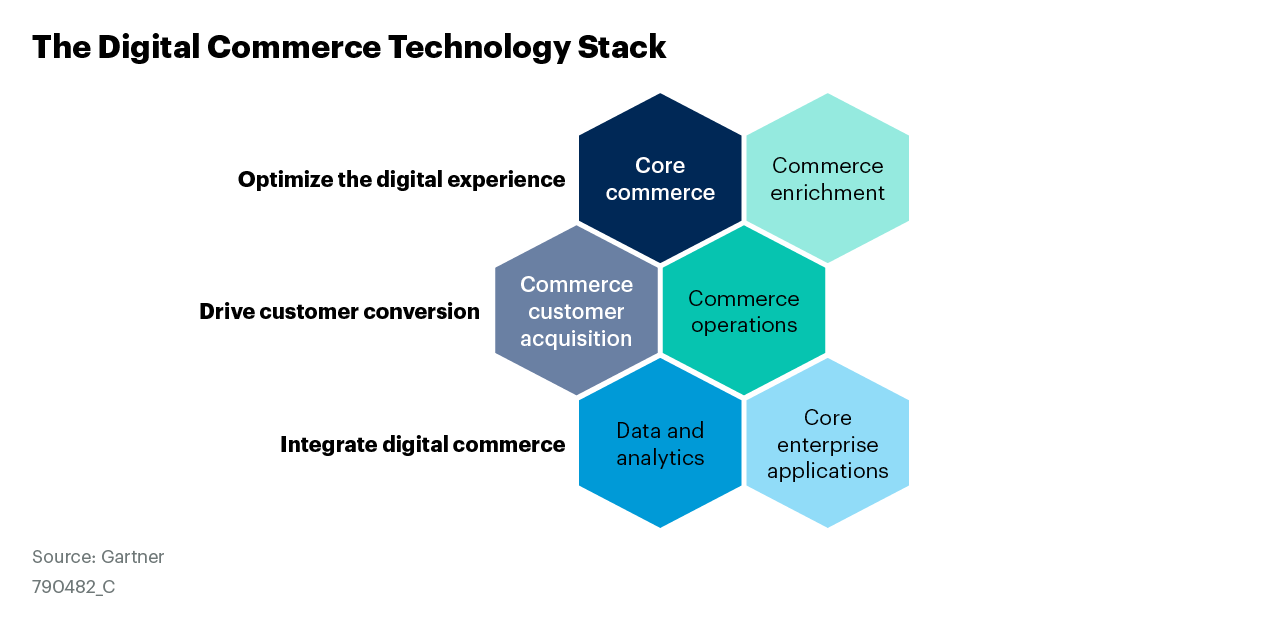 The Digital Commerce Technology Stack
Optimize the digital experience
Core
commerce
Commerce
enrichment
Drive customer conversion
Commerce
customer
acquisition
Commerce
operations
Integrate digital commerce
Data and
analytics
Core
enterprise
applications
Source: Gartner
790482_C